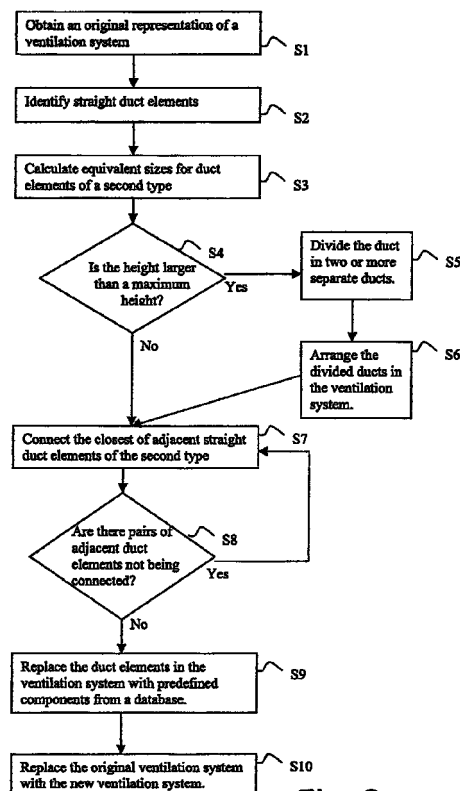 Obtain an original representation of a
ventilation system
S1
Identify straight duct elements
S2
Calculate equivalent sizes for duct
elements of a second type
S3
S4
Is the height larger
than a maximum
height?
Yes
No
Divide the duct
in two or more
separate ducts.
S5
Arrange the
divided ducts in
the ventilation
system.
S6
Connect the closest of adjacent straight
duct elements of the second type
S7
Are there pairs of
adjacent duct
elements not being
connected?
S8
Yes
No
Replace the duct elements in the
ventilation system with predefined
components from a database.
S9
Replace the original ventilation system
with the new ventilation system.
S10